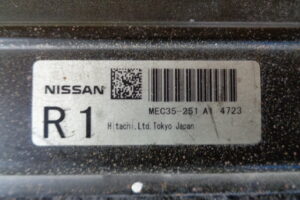 NISSAN
MEC35-251 A1 4723
R1
Hitachi,Ltd.Tokyo Japan